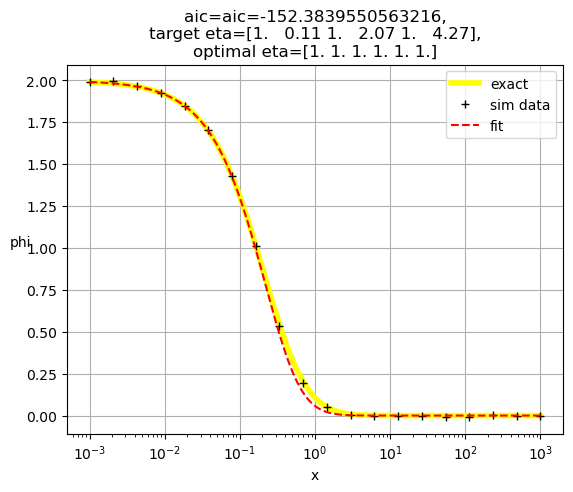 aic=aic=-152.3839550563216,
target eta=[1.   0.11 1.   2.07 1.   4.27],
optimal eta=[1. 1. 1. 1. 1. 1.]
exact
sim data
fit
2.00
1.75
1.50
1.25
1.00
0.75
0.50
0.25
0.00
phi
10⁻³
10⁻²
10⁻¹
10⁰
10¹
10²
10³
x